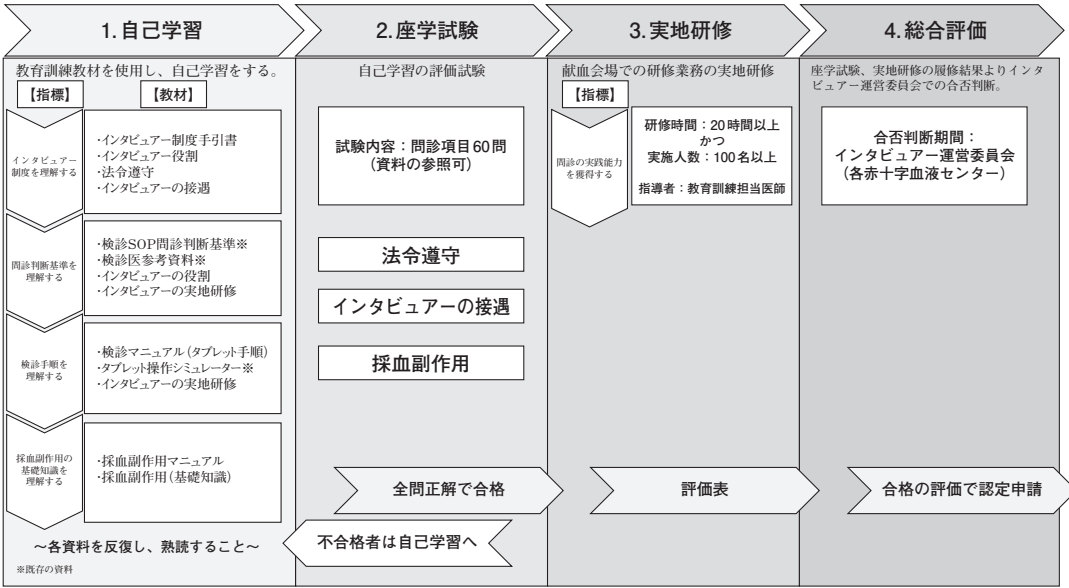 1.自己学習
教育訓練教材を使用し、自己学習をする。
【指標】
【教材】
インタビュアー
制度を理解する
・インタビュアー制度手引書
・インタビュアー役割
・法令遵守
・インタビュアーの接遇
問診判断基準を
理解する
・検診SOP問診判断基準※
・検診医参考資料※
・インタビュアーの役割
・インタビュアーの実地研修
検診手順を
理解する
・検診マニュアル(タブレット手順)
・タブレット操作シミュレーター※
・インタビュアーの実地研修
採血副作用の
基礎知識を
理解する
・採血副作用マニュアル
・採血副作用(基礎知識)
～各資料を反復し、熟読すること～
※既存の資料
2.座学試験
自己学習の評価試験
試験内容：問診項目60問
(資料の参照可)
法令遵守
インタビュアーの接遇
採血副作用
全問正解で合格
不合格者は自己学習へ
3.実地研修
献血会場での研修業務の実地研修
【指標】
問診の実践能力
を獲得する
研修時間：20時間以上
かつ
実施人数：100名以上
指導者：教育訓練担当医師
評価表
4.総合評価
座学試験、実地研修の履修結果よりインタ
ビュアー運営委員会での合否判断。
合否判断期間：
インタビュアー運営委員会
(各赤十字血液センター)
合格の評価で認定申請